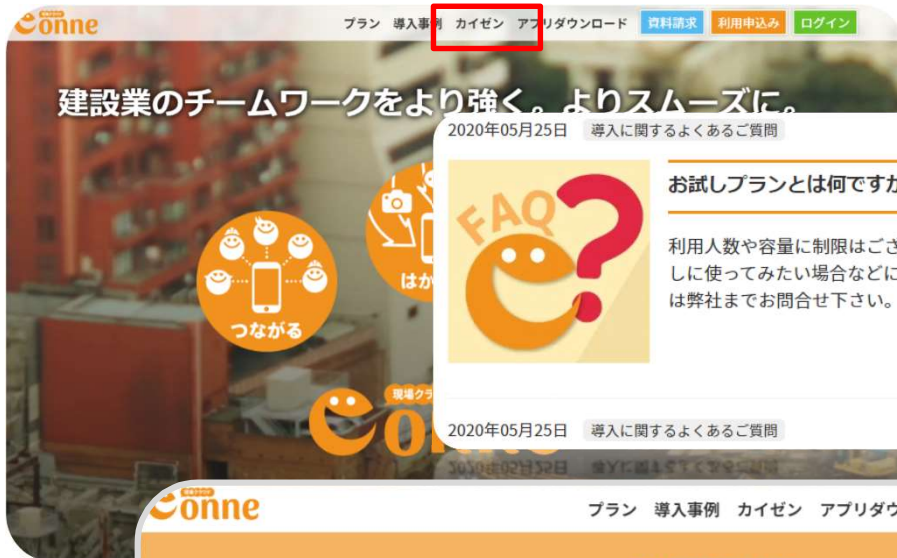 Conne
プラン 導入事例 カイゼン アプリダウンロード 資料請求 利用申込み ログイン
建設業のチームワークをより強く。よりスムーズに。
つながる
はか
現場クラ
2020年05月25日 導入に関するよくあるご質問
FAQ
お試しプランとは何ですか
利用人数や容量に制限はござ
しに使ってみたい場合などに
は弊社までお問合せ下さい。
2020年05月25日 導入に関するよくあるご質問
現場クラウド
Conne
プラン 導入事例 カイゼン アプリダウ